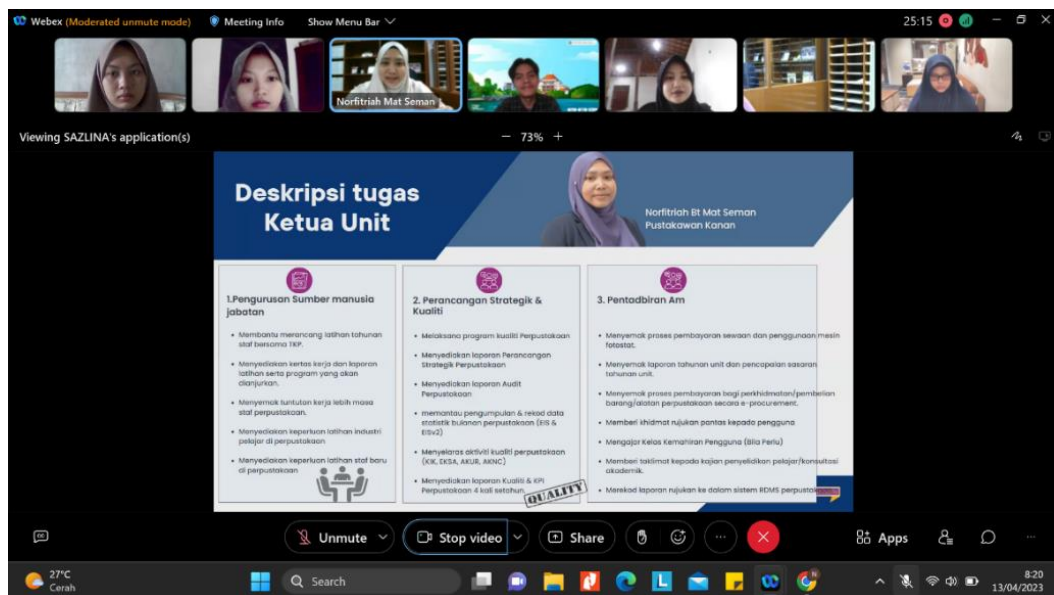 Webex (Moderated unmute mode) Meeting Info Show Menu Bar 25:15
Norfitriah Mat Seman
Viewing SAZLINA's application(s) − 73% +
Deskripsi tugas
Ketua Unit
Norfitriah Bt Mat Seman
Pustakawan Kanan
1.Pengurusan Sumber manusia
jabatan
• Membantu merancang latihan tahunan
staf bersama TKP.
• Menyediakan kertas kerja dan laporan
latihan serta program yang akan
dianjurkan.
• Menyemak tuntutan kerja lebih masa
staf perpustakaan.
• Menyediakan keperluan latihan industri
pelajar di perpustakaan
• Menyediakan keperluan latihan staf baru
di perpustakaan
2. Perancangan Strategik &
Kualiti
• Melaksana program kualiti Perpustakaan
• Menyediakan laporan Perancangan
Strategik Perpustakaan
• Menyediakan laporan Audit
Perpustakaan
• memantau pengumpulan & rekod data
statistik bulanan perpustakaan (EIS &
EISv2)
• Menyelaras aktiviti kualiti perpustakaan
(KIK, EKSA, AKUR, AKNC)
• Menyediakan laporan Kualiti & KPI
Perpustakaan 4 kali setahun.
QUALITY
3. Pentadbiran Am
• Menyemak proses pembayaran sewaan dan penggunaan mesin
fotostat.
• Menyemak laporan tahunan unit dan pencapaian sasaran
tahunan unit.
• Menyemak proses pembayaran bagi perkhidmatan/pembelian
barang/alatan perpustakaan secara e-procurement.
• Memberi khidmat rujukan pantas kepada pengguna
• Mengajar Kelas Kemahiran Pengguna (Bila Perlu)
• Memberi taklimat kepada kajian penyelidikan pelajar/konsultasi
akademik.
• Merekod laporan rujukan ke dalam sistem RDMS perpustakaan
Unmute Stop video Share Apps
27°C
Cerah
Search
8:20
13/04/2023